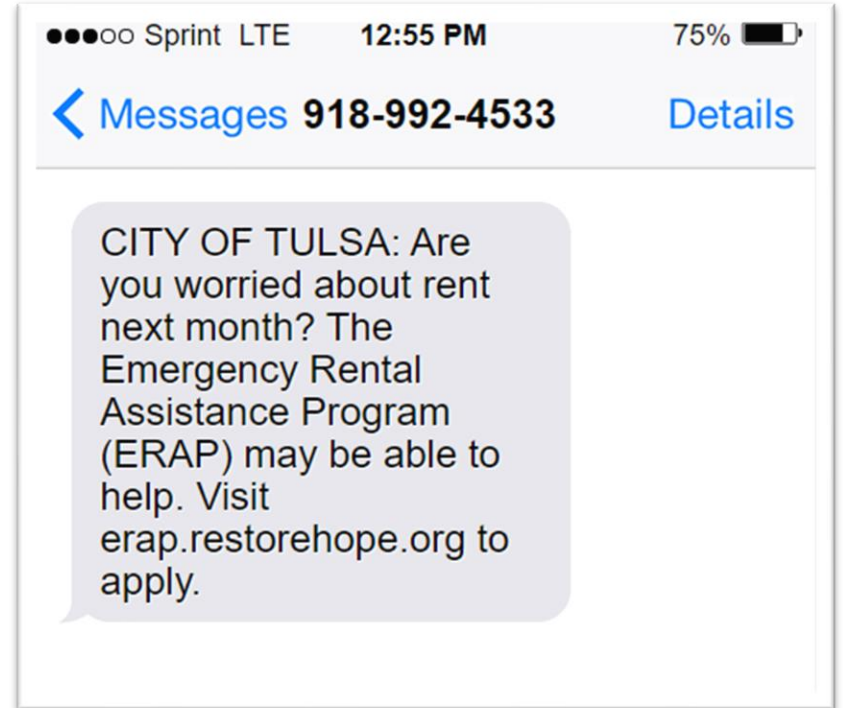 Sprint LTE 12:55 PM 75%
Messages 918-992-4533 Details
CITY OF TULSA: Are
you worried about rent
next month? The
Emergency Rental
Assistance Program
(ERAP) may be able to
help. Visit
erap.restorehope.org to
apply.